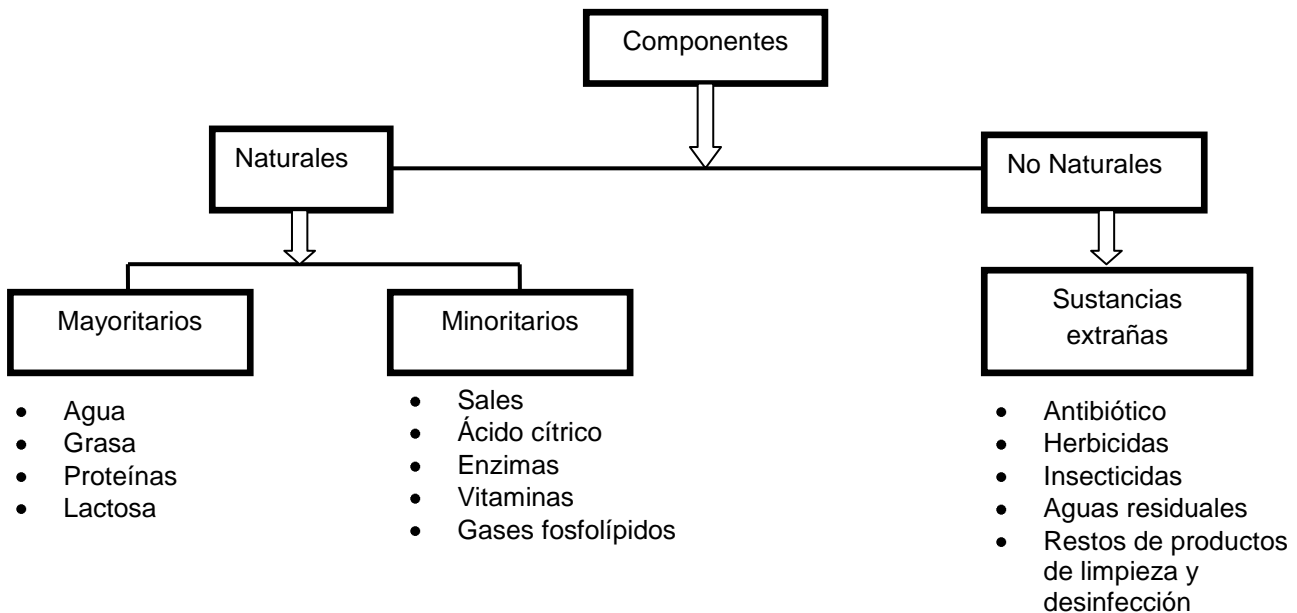 Componentes
Naturales
No Naturales
Mayoritarios
Minoritarios
Sustancias
extrañas
• Agua
• Grasa
• Proteínas
• Lactosa
• Sales
• Ácido cítrico
• Enzimas
• Vitaminas
• Gases fosfolípidos
• Antibiótico
• Herbicidas
• Insecticidas
• Aguas residuales
• Restos de productos
de limpieza y
desinfección